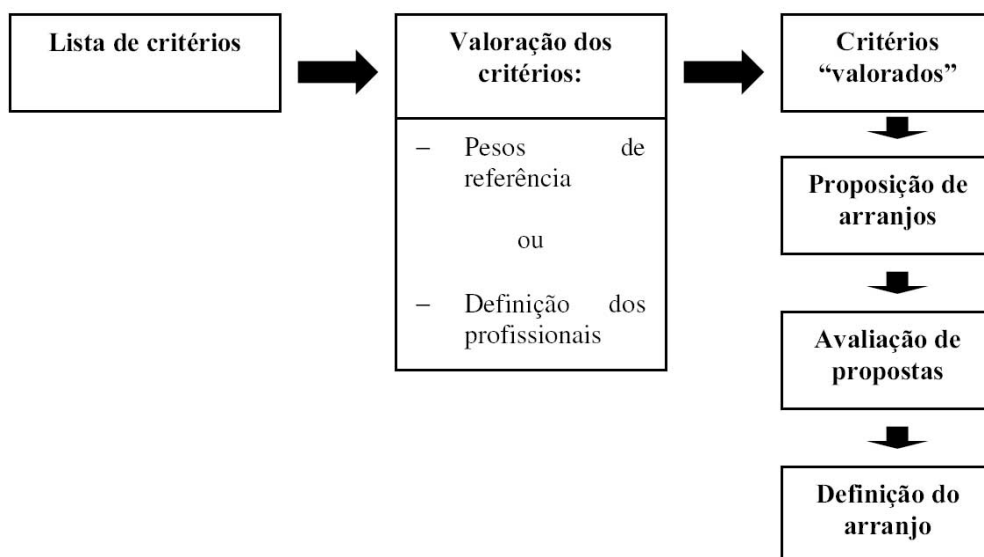 Lista de critérios
Valoração dos
critérios:
– Pesos de
referência
ou
– Definição dos
profissionais
Critérios
“valorados”
Proposição de
arranjos
Avaliação de
propostas
Definição do
arranjo